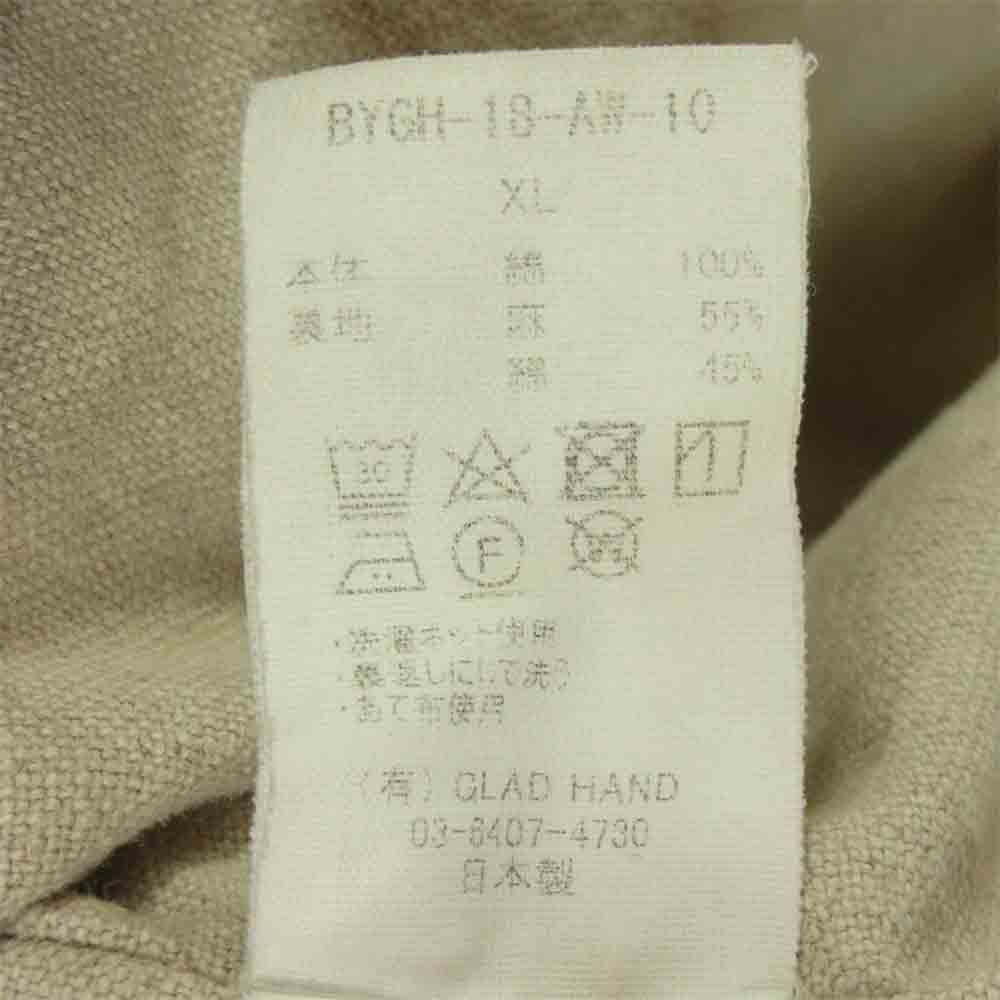 BYGH-18-AW-10
XL
本体 綿 100%
裏地 麻 55%
綿 45%
30
F
・洗濯ネット使用
・裏返しにして洗う
・あて布使用
(有) GLAD HAND
03-6407-4730
日本製